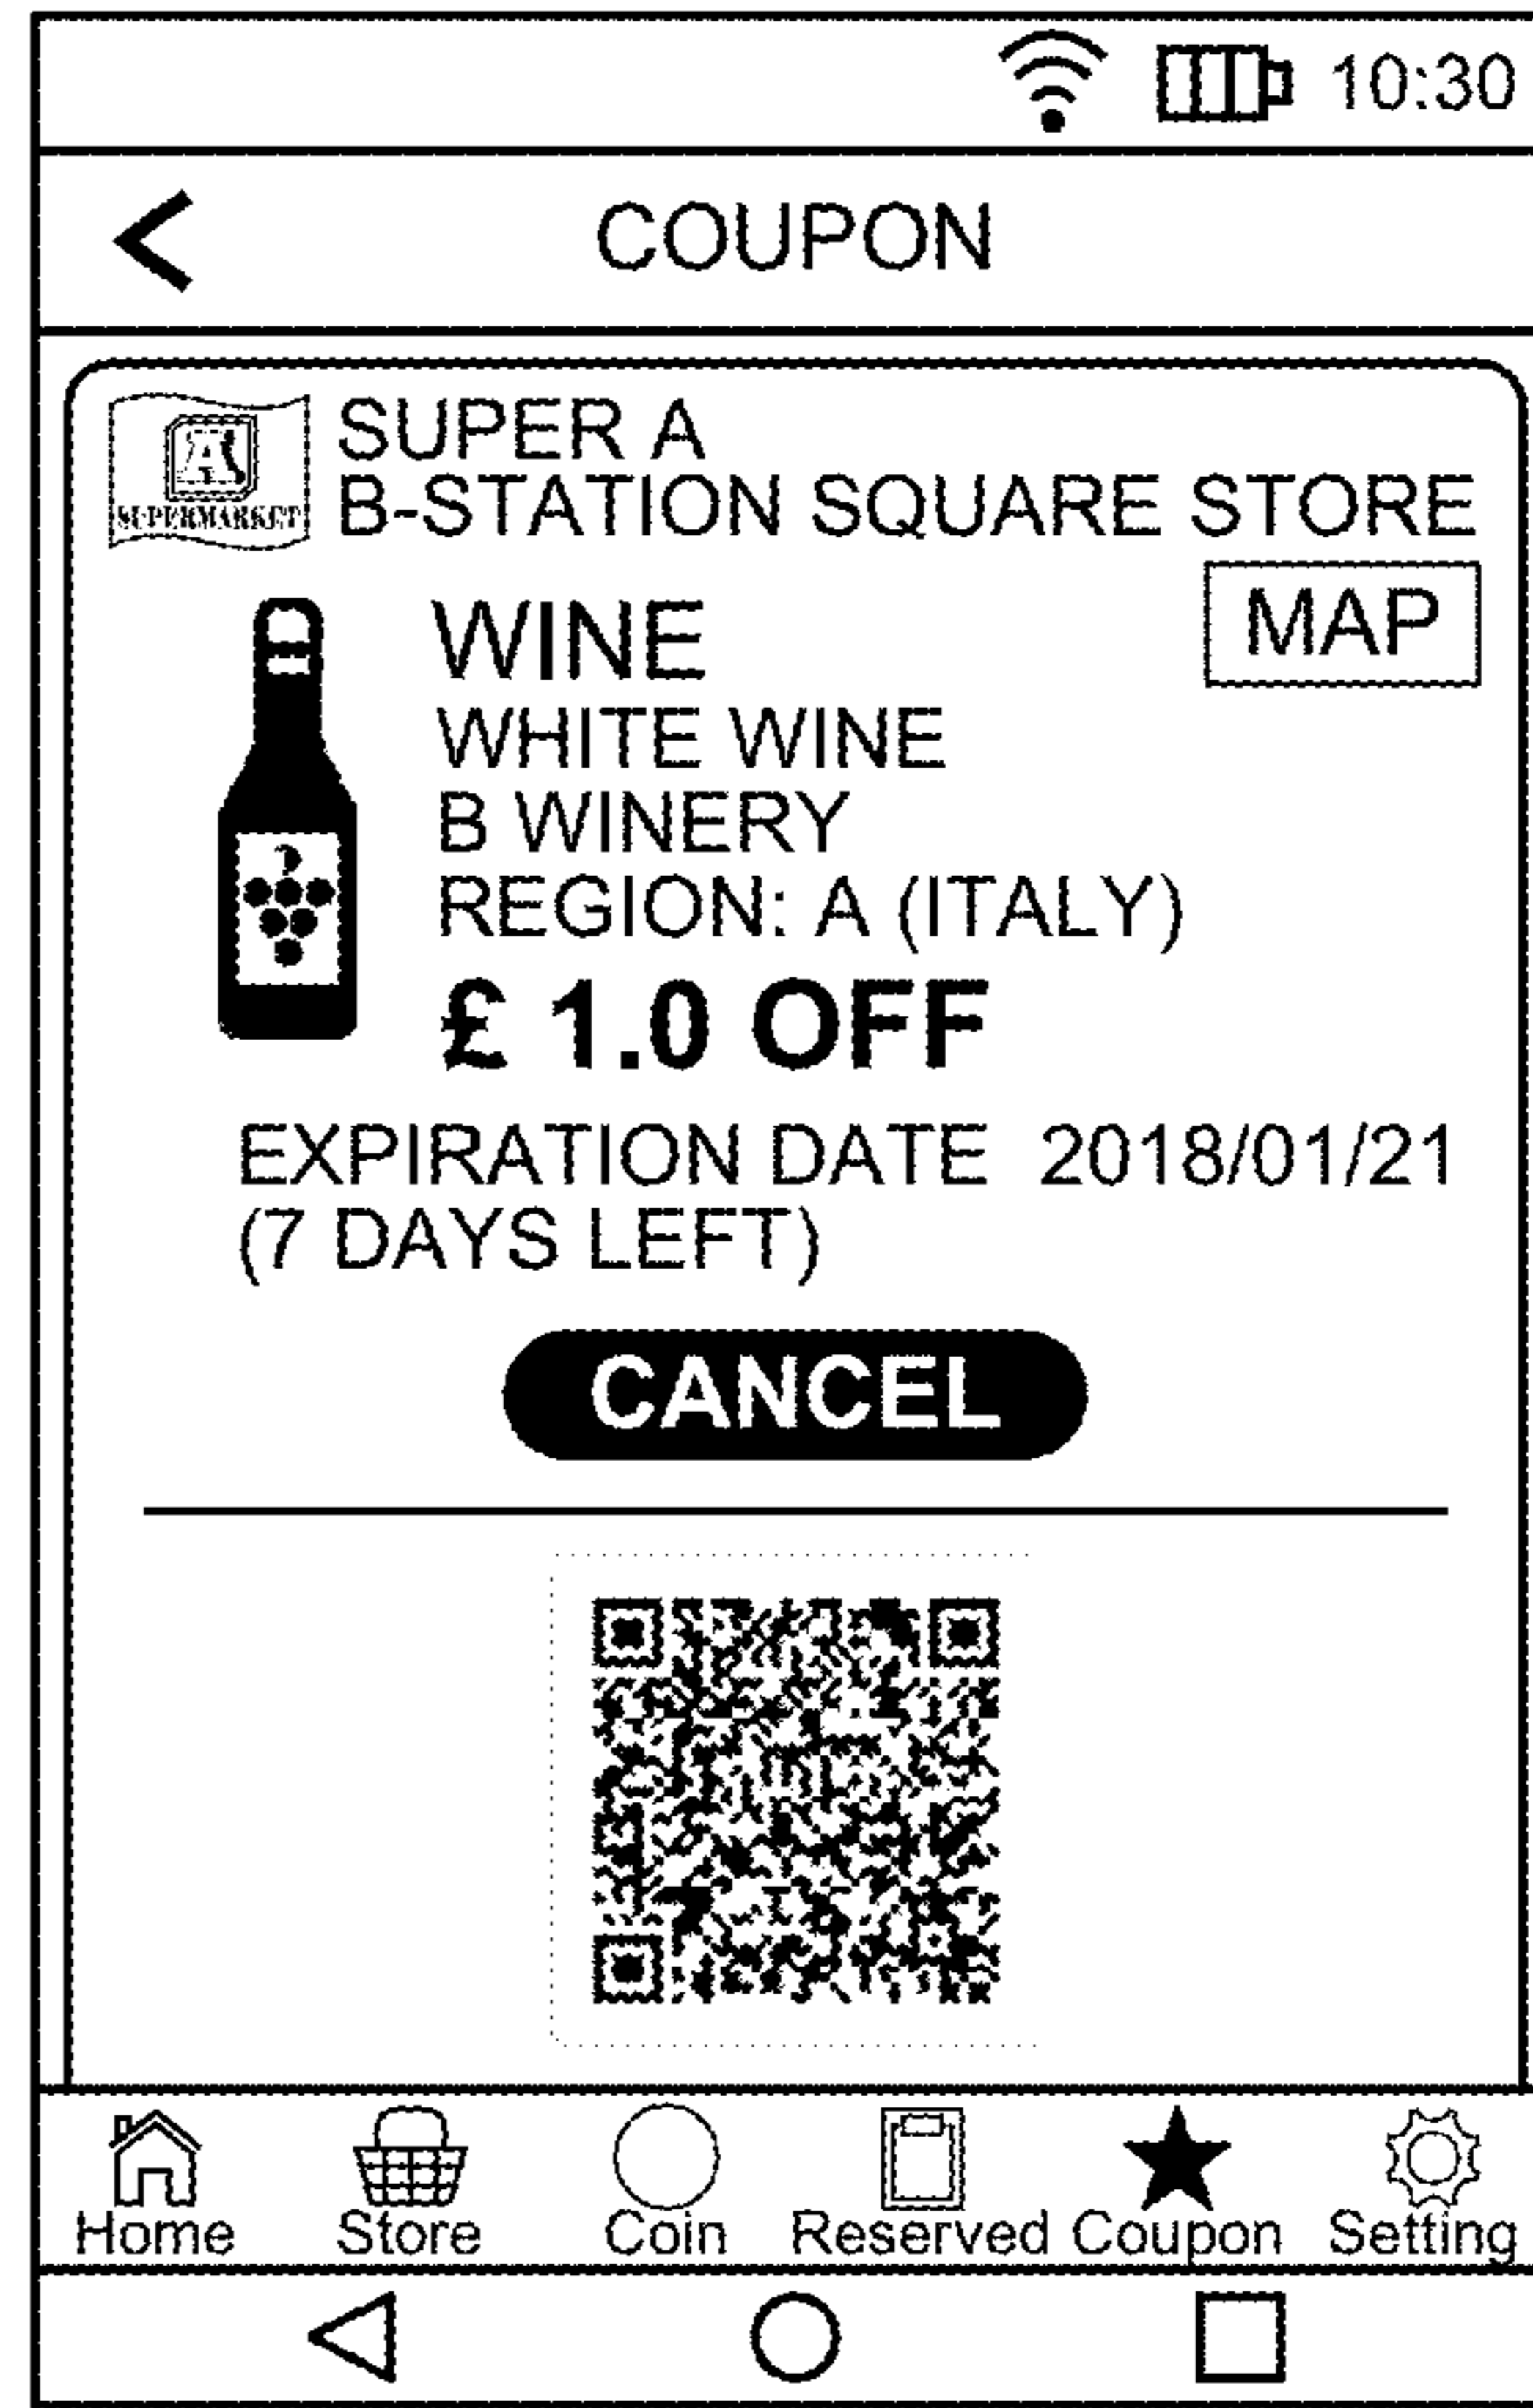 10:30
COUPON
A
SUPERMARKET
SUPER A
B-STATION SQUARE STORE
MAP
WINE
WHITE WINE
B WINERY
REGION: A (ITALY)
£ 1.0 OFF
EXPIRATION DATE 2018/01/21
(7 DAYS LEFT)
CANCEL
Home Store Coin Reserved Coupon Setting